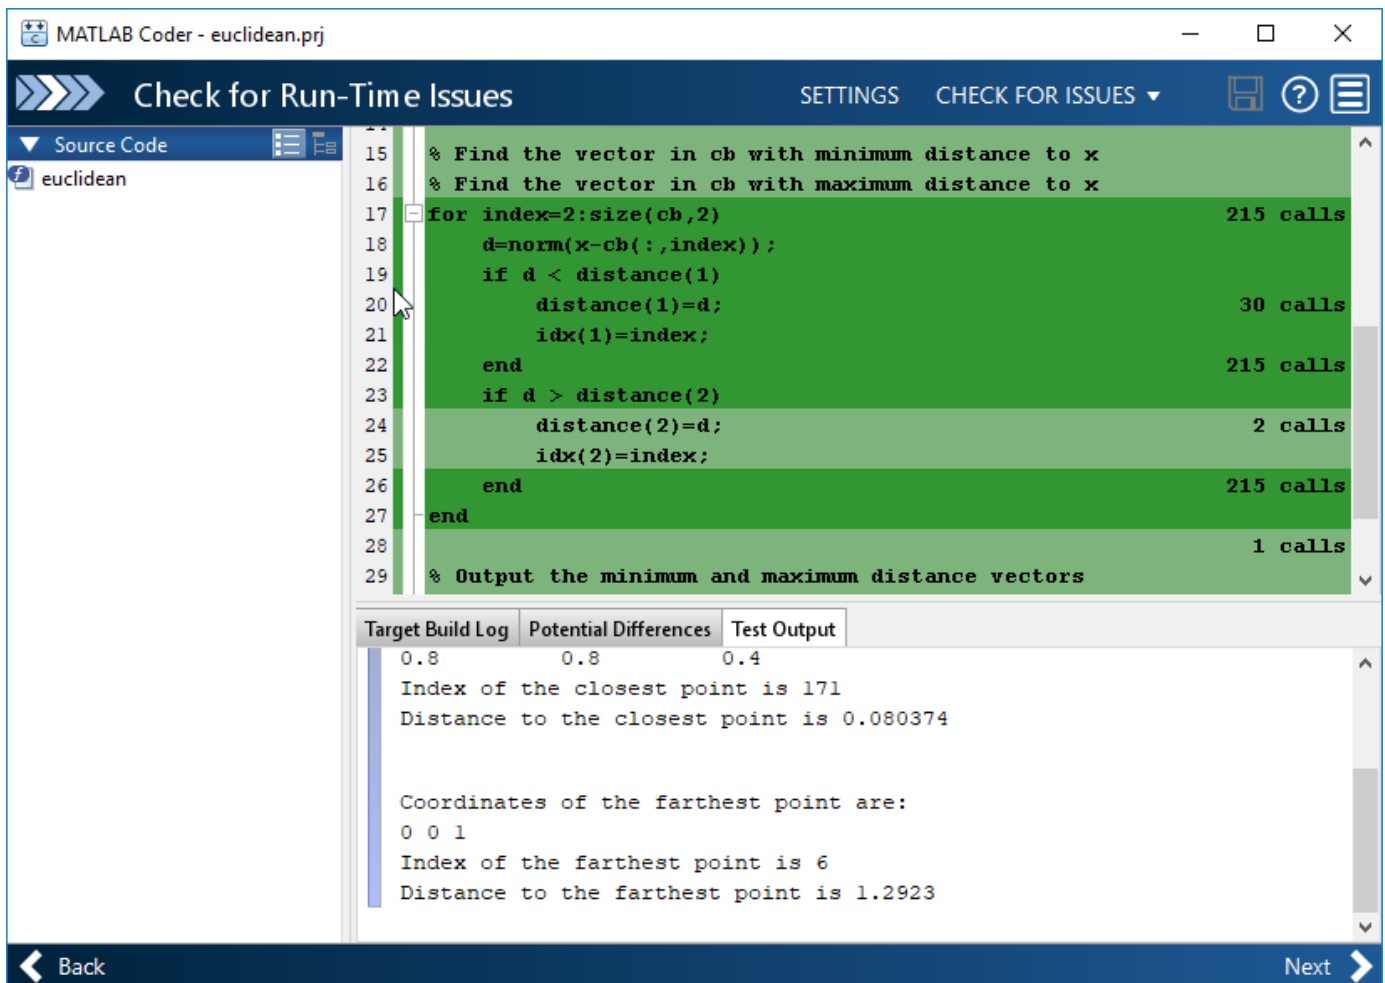 MATLAB Coder - euclidean.prj
Check for Run-Time Issues
SETTINGS
CHECK FOR ISSUES
Source Code
euclidean
15 % Find the vector in cb with minimum distance to x
16 % Find the vector in cb with maximum distance to x
17 for index=2:size(cb,2) 215 calls
18 d=norm(x-cb(:,index));
19 if d < distance(1)
20 distance(1)=d; 30 calls
21 idx(1)=index;
22 end 215 calls
23 if d > distance(2)
24 distance(2)=d; 2 calls
25 idx(2)=index;
26 end 215 calls
27 end
28 1 calls
29 % Output the minimum and maximum distance vectors
Target Build Log
Potential Differences
Test Output
0.8 0.8 0.4
Index of the closest point is 171
Distance to the closest point is 0.080374
Coordinates of the farthest point are:
0 0 1
Index of the farthest point is 6
Distance to the farthest point is 1.2923
Back
Next